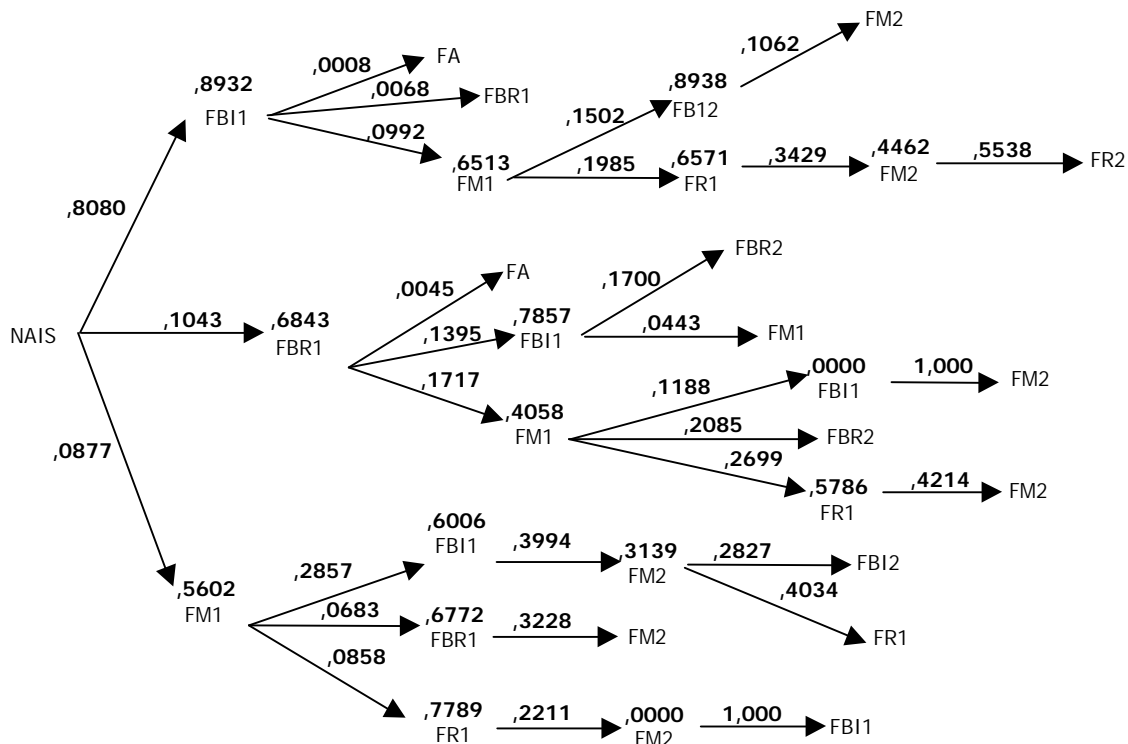 FM2
,1062
,0008 FA
,8932 ,0068 ,8938
FBI1 FBR1 ,1502 FB12
,0992 ,6513 ,1985 ,6571 ,3429 ,4462 ,5538 FR2
FM1 FR1 FM2
,8080
FBR2
,0045 FA ,1700
NAIS ,1043 ,6843 ,1395 ,7857 ,0443 FM1
FBR1 FBI1
,1717 ,1188 ,0000 1,000 FM2
,4058 FBI1
FM1 ,2085 FBR2
,0877 ,2699
,5786 ,4214 FM2
FR1
,6006
FBI1 ,3994 ,3139 ,2827 FBI2
,5602 ,2857 FM2
FM1 ,0683 ,6772 ,3228 FM2 ,4034 FR1
FBR1
,0858
,7789 ,2211 ,0000 1,000 FBI1
FR1 FM2